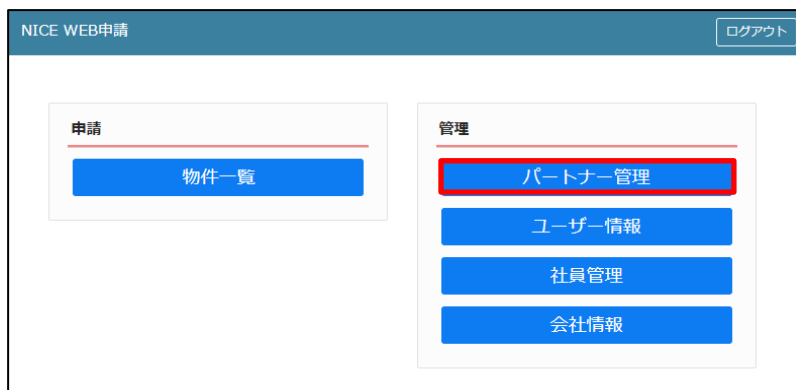 NICE WEB申請
ログアウト
申請
物件一覧
管理
パートナー管理
ユーザー情報
社員管理
会社情報